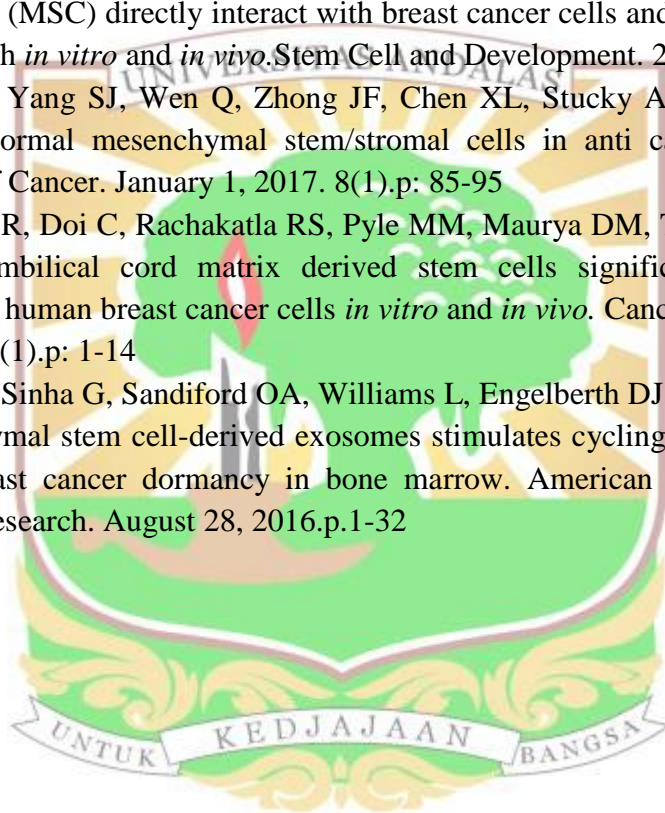 (MSC) directly interact with breast cancer cells and
h in vitro and in vivo.Stem Cell and Development. 2
UNIVERSITAS ANDALAS
Yang SJ, Wen Q, Zhong JF, Chen XL, Stucky A
ormal mesenchymal stem/stromal cells in anti ca
f Cancer. January 1, 2017. 8(1).p: 85-95
R, Doi C, Rachakatla RS, Pyle MM, Maurya DM, T
mbilical cord matrix derived stem cells signific
human breast cancer cells in vitro and in vivo. Canc
(1).p: 1-14
Sinha G, Sandiford OA, Williams L, Engelberth DJ
ymal stem cell-derived exosomes stimulates cycling
ast cancer dormancy in bone marrow. American
esearch. August 28, 2016.p.1-32
UNTUK KEDJAJAAN BANGSA